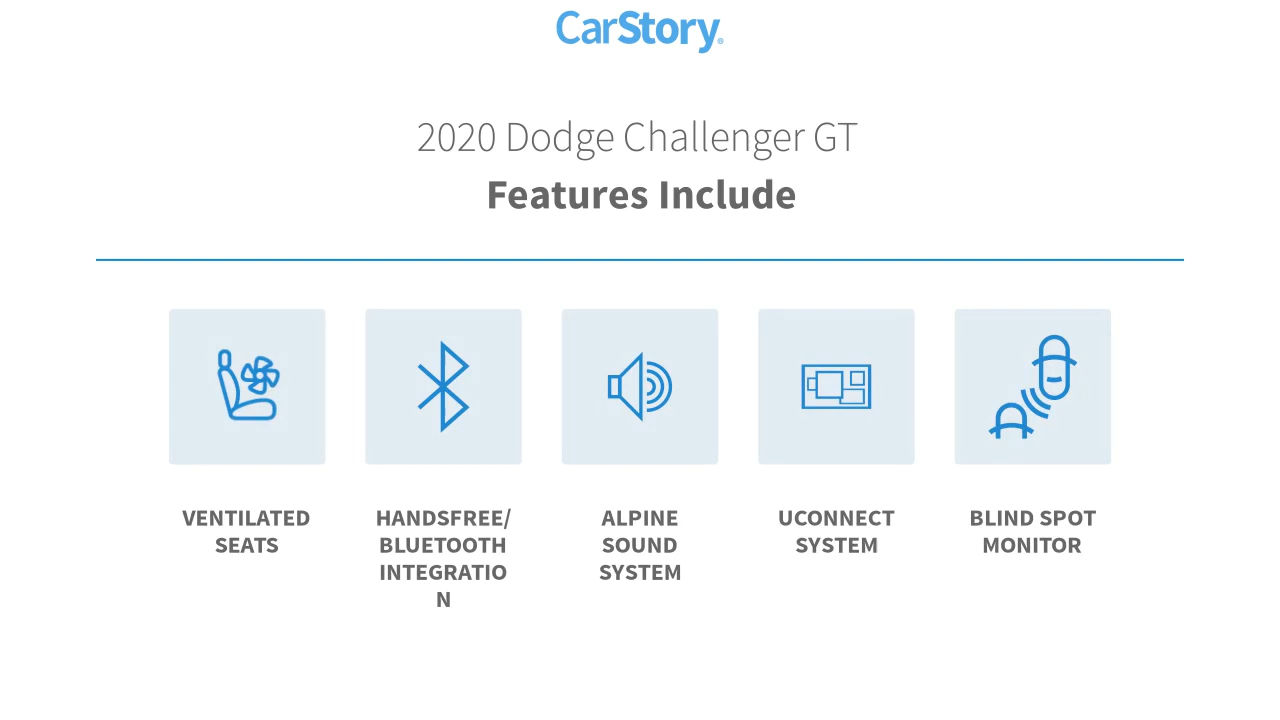 CarStory®
2020 Dodge Challenger GT
Features Include
VENTILATED
SEATS
HANDSFREE/
BLUETOOTH
INTEGRATIO
N
ALPINE
SOUND
SYSTEM
UCONNECT
SYSTEM
BLIND SPOT
MONITOR